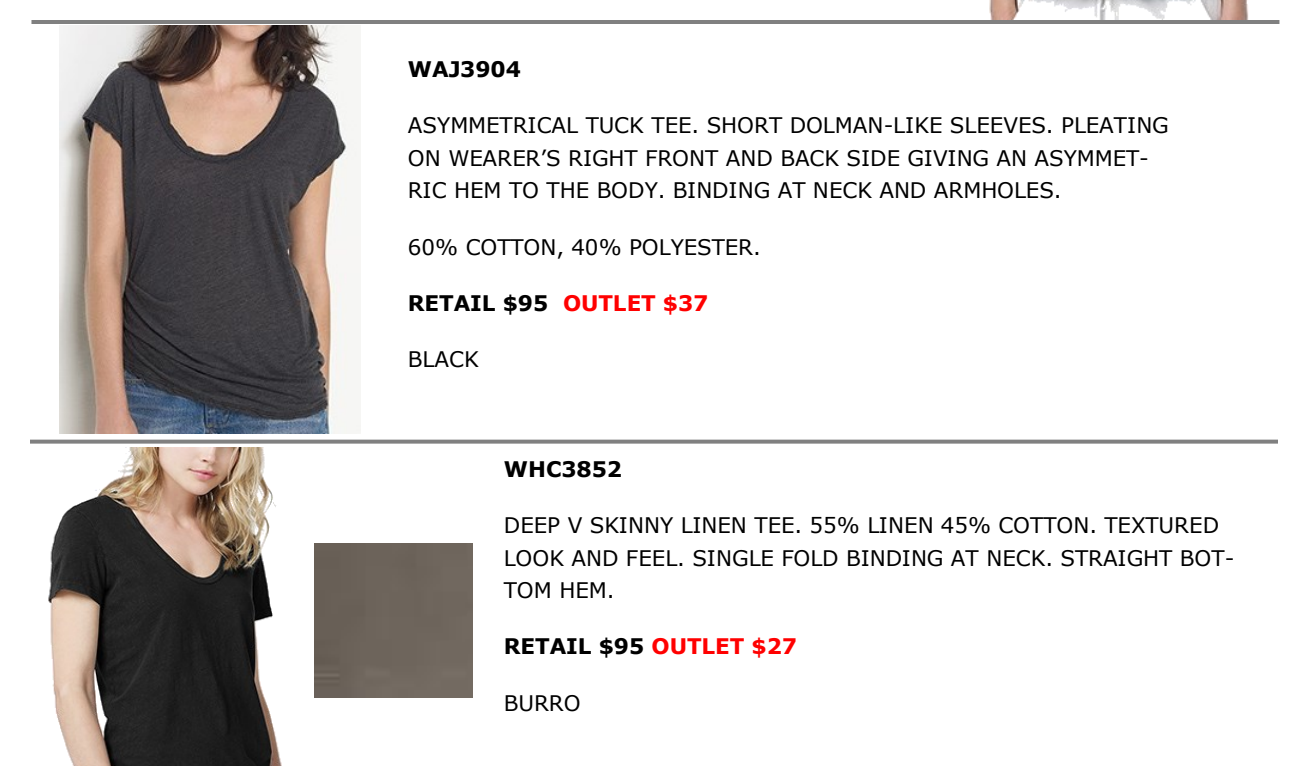 WAJ3904
ASYMMETRICAL TUCK TEE. SHORT DOLMAN-LIKE SLEEVES. PLEATING
ON WEARER’S RIGHT FRONT AND BACK SIDE GIVING AN ASYMMET-
RIC HEM TO THE BODY. BINDING AT NECK AND ARMHOLES.
60% COTTON, 40% POLYESTER.
RETAIL $95 OUTLET $37
BLACK
WHC3852
DEEP V SKINNY LINEN TEE. 55% LINEN 45% COTTON. TEXTURED
LOOK AND FEEL. SINGLE FOLD BINDING AT NECK. STRAIGHT BOT-
TOM HEM.
RETAIL $95 OUTLET $27
BURRO